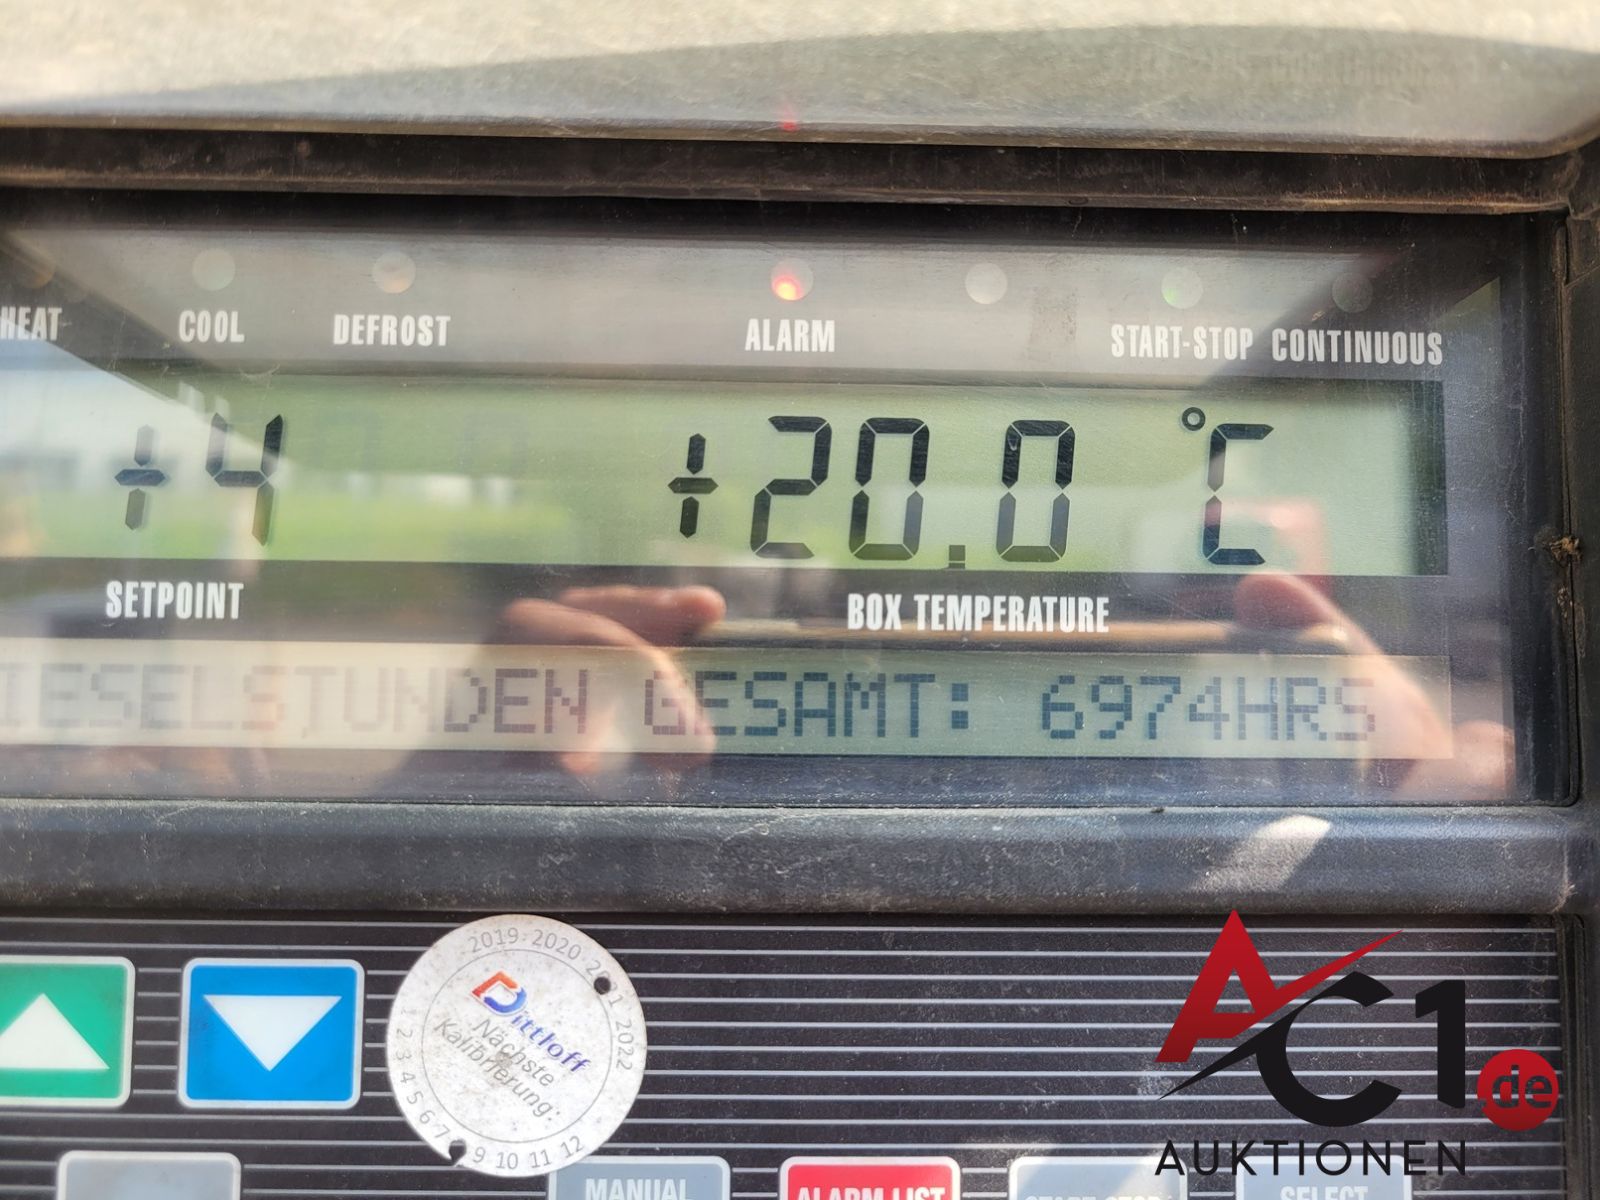 HEAT COOL DEFROST ALARM START-STOP CONTINUOUS
+4 +20.0 °C
SETPOINT BOX TEMPERATURE
IESELSTUNDEN GESAMT: 6974HRS
2019 2020 2022
Dittloff
Nächste
Kalibrierung:
1 2 3 4 5 6 7 9 10 11 12
MANUAL ALARM LIST START-STOP SELECT
AC1.de
AUKTIONEN